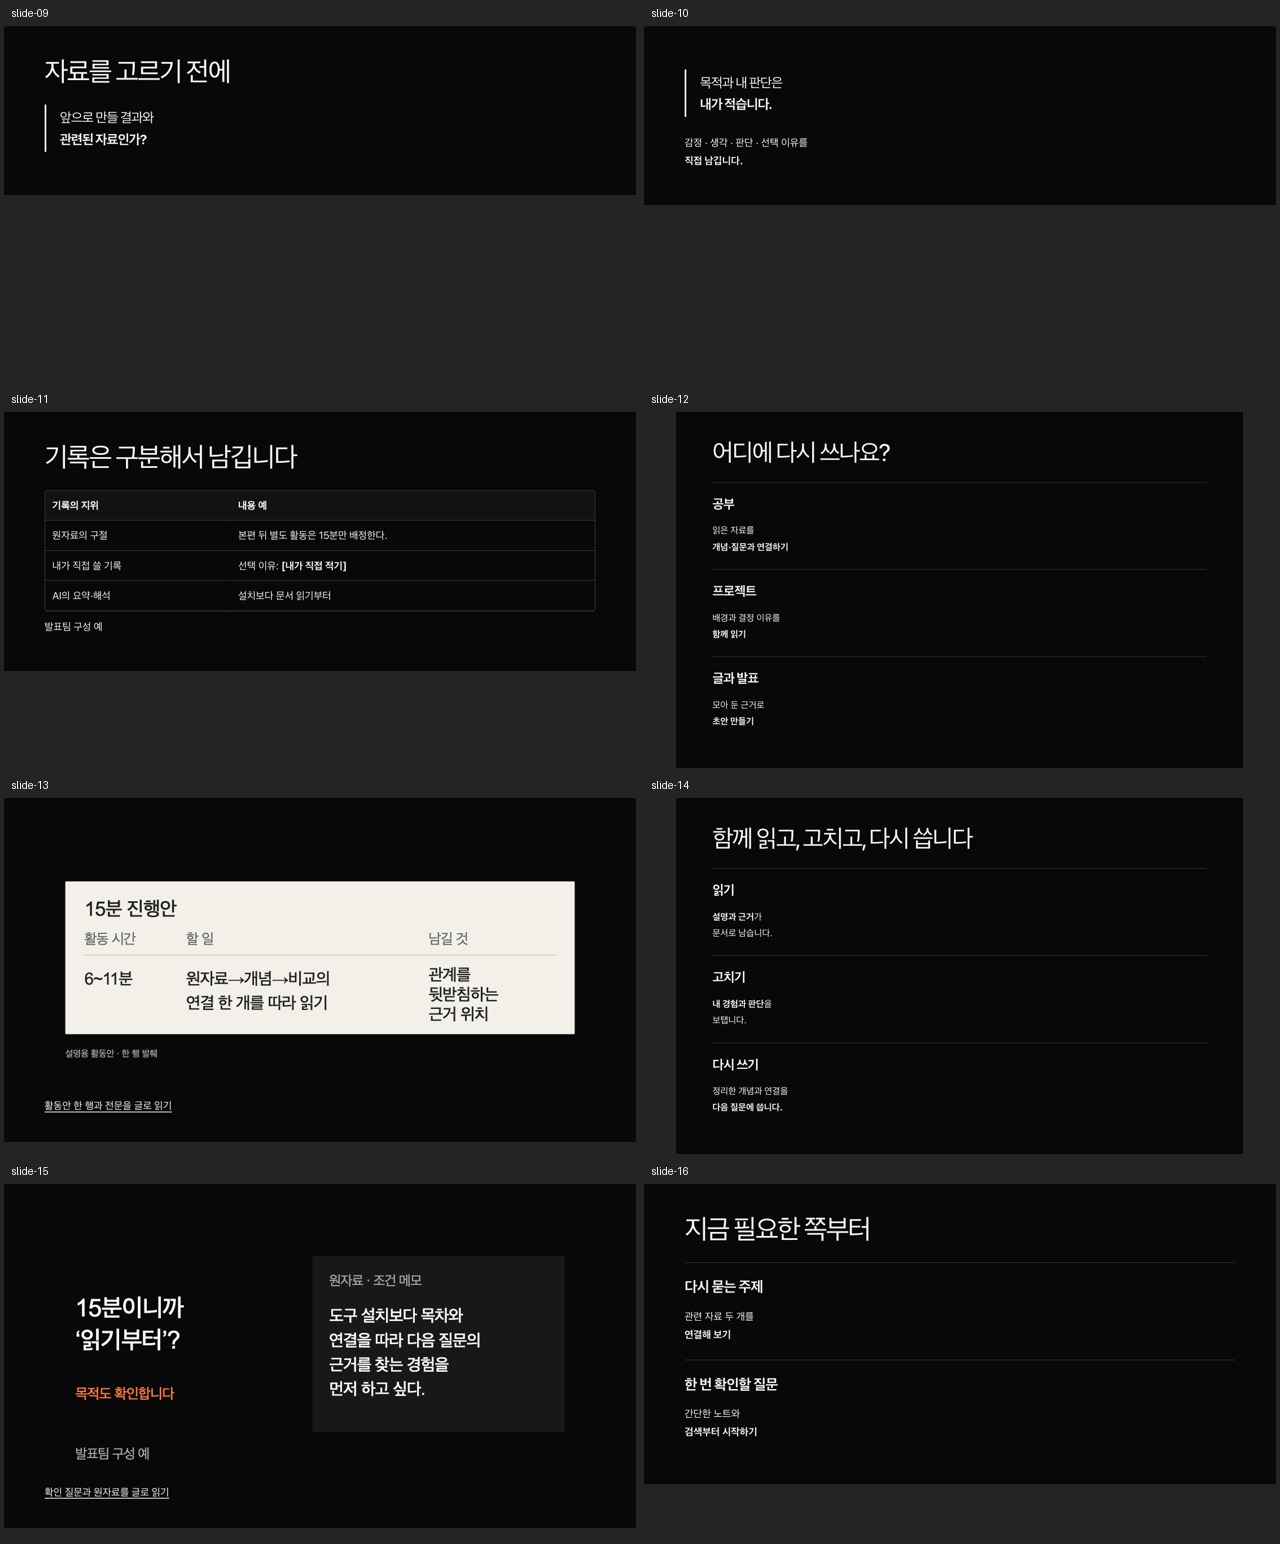 slide-09
자료를 고르기 전에
앞으로 만들 결과와
관련된 자료인가?
slide-10
목적과 내 판단은
내가 적습니다.
감정 · 생각 · 판단 · 선택 이유를
직접 남깁니다.
slide-11
기록은 구분해서 남깁니다
기록의 지위 내용 예
원자료의 구절 본편 뒤 별도 활동은 15분만 배정한다.
내가 직접 쓸 기록 선택 이유: [내가 직접 적기]
AI의 요약·해석 설치보다 문서 읽기부터
발표팀 구성 예
slide-12
어디에 다시 쓰나요?
공부
읽은 자료를
개념·질문과 연결하기
프로젝트
배경과 결정 이유를
함께 읽기
글과 발표
모아 둔 근거로
초안 만들기
slide-13
15분 진행안
활동 시간 할 일 남길 것
6~11분 원자료→개념→비교의
연결 한 개를 따라 읽기
관계를
뒷받침하는
근거 위치
설명용 활동안 · 한 행 발췌
활동안 한 행과 전문을 글로 읽기
slide-14
함께 읽고, 고치고, 다시 씁니다
읽기
설명과 근거가
문서로 남습니다.
고치기
내 경험과 판단을
보탭니다.
다시 쓰기
정리한 개념과 연결을
다음 질문에 씁니다.
slide-15
15분이니까
‘읽기부터’?
목적도 확인합니다
발표팀 구성 예
원자료 · 조건 메모
도구 설치보다 목차와
연결을 따라 다음 질문의
근거를 찾는 경험을
먼저 하고 싶다.
확인 질문과 원자료를 글로 읽기
slide-16
지금 필요한 쪽부터
다시 묻는 주제
관련 자료 두 개를
연결해 보기
한 번 확인할 질문
간단한 노트와
검색부터 시작하기